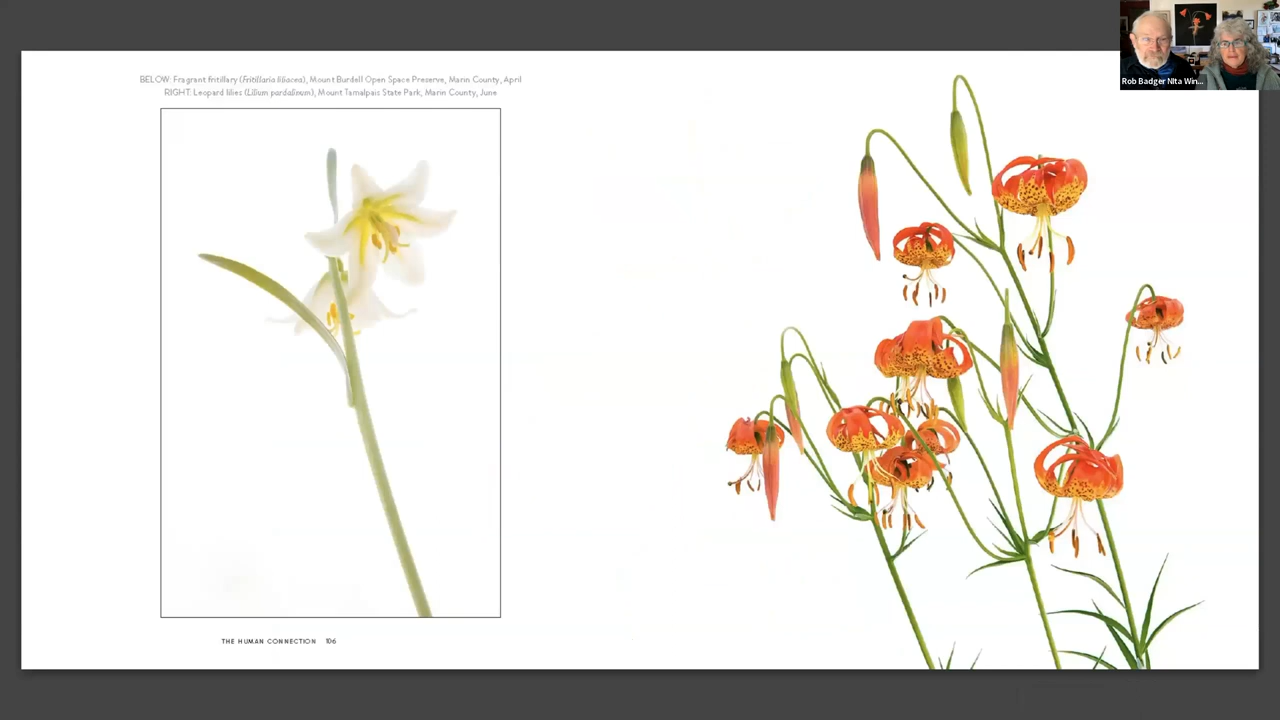 BELOW: Fragrant fritillary (Fritillaria liliacea), Mount Burdell Open Space Preserve, Marin County, April
RIGHT: Leopard lilies (Lilium pardalinum), Mount Tamalpais State Park, Marin County, June
THE HUMAN CONNECTION 106
Rob Badger Nita Win...